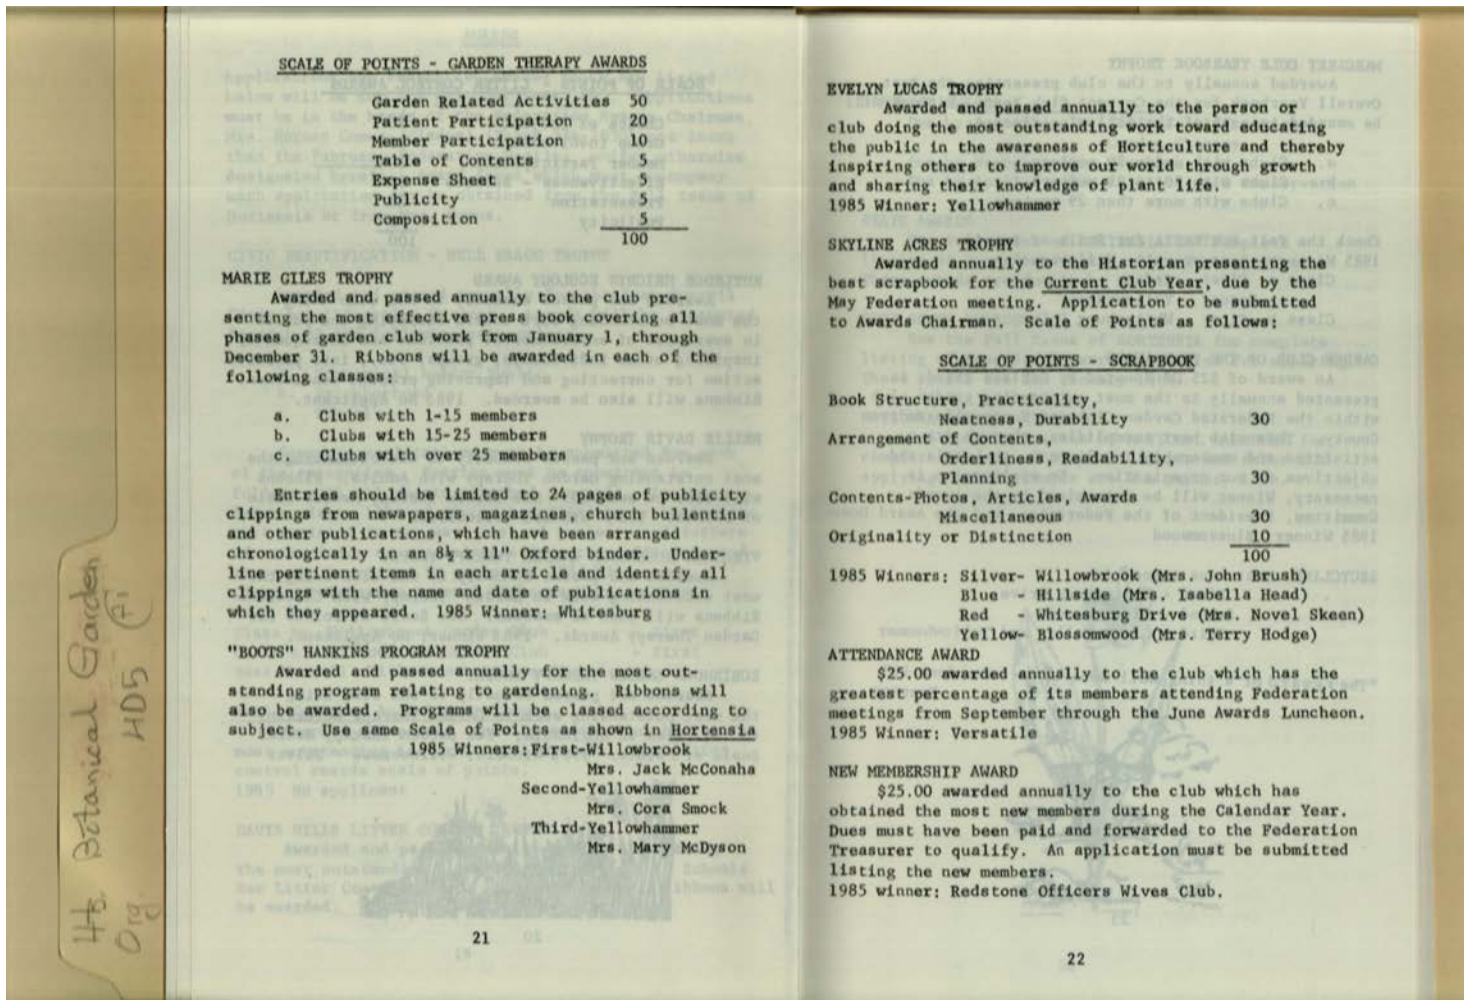 SCALE OF POINTS - GARDEN THERAPY AWARDS
Garden Related Activities 50
Patient Participation 20
Member Participation 10
Table of Contents 5
Expense Sheet 5
Publicity 5
Composition 5
100
MARIE GILES TROPHY
Awarded and passed annually to the club pre-
senting the most effective press book covering all
phases of garden club work from January 1, through
December 31. Ribbons will be awarded in each of the
following classes:
a. Clubs with 1-15 members
b. Clubs with 15-25 members
c. Clubs with over 25 members
Entries should be limited to 24 pages of publicity
clippings from newspapers, magazines, church bullentins
and other publications, which have been arranged
chronologically in an 8½ x 11" Oxford binder. Under-
line pertinent items in each article and identify all
clippings with the name and date of publications in
which they appeared. 1985 Winner: Whitesburg
"BOOTS" HANKINS PROGRAM TROPHY
Awarded and passed annually for the most out-
standing program relating to gardening. Ribbons will
also be awarded. Programs will be classed according to
subject. Use same Scale of Points as shown in Hortensia
1985 Winners: First-Willowbrook
Mrs. Jack McConaha
Second-Yellowhammer
Mrs. Cora Smock
Third-Yellowhammer
Mrs. Mary McDyson
21
EVELYN LUCAS TROPHY
Awarded and passed annually to the person or
club doing the most outstanding work toward educating
the public in the awareness of Horticulture and thereby
inspiring others to improve our world through growth
and sharing their knowledge of plant life.
1985 Winner: Yellowhammer
SKYLINE ACRES TROPHY
Awarded annually to the Historian presenting the
best scrapbook for the Current Club Year, due by the
May Federation meeting. Application to be submitted
to Awards Chairman. Scale of Points as follows:
SCALE OF POINTS - SCRAPBOOK
Book Structure, Practicality,
Neatness, Durability 30
Arrangement of Contents,
Orderliness, Readability,
Planning 30
Contents-Photos, Articles, Awards
Miscellaneous 30
Originality or Distinction 10
100
1985 Winners: Silver- Willowbrook (Mrs. John Brush)
Blue - Hillside (Mrs. Isabella Head)
Red - Whitesburg Drive (Mrs. Novel Skeen)
Yellow- Blossomwood (Mrs. Terry Hodge)
ATTENDANCE AWARD
$25.00 awarded annually to the club which has the
greatest percentage of its members attending Federation
meetings from September through the June Awards Luncheon.
1985 Winner: Versatile
NEW MEMBERSHIP AWARD
$25.00 awarded annually to the club which has
obtained the most new members during the Calendar Year.
Dues must have been paid and forwarded to the Federation
Treasurer to qualify. An application must be submitted
listing the new members.
1985 winner: Redstone Officers Wives Club.
22
Botanical Garden
Org.